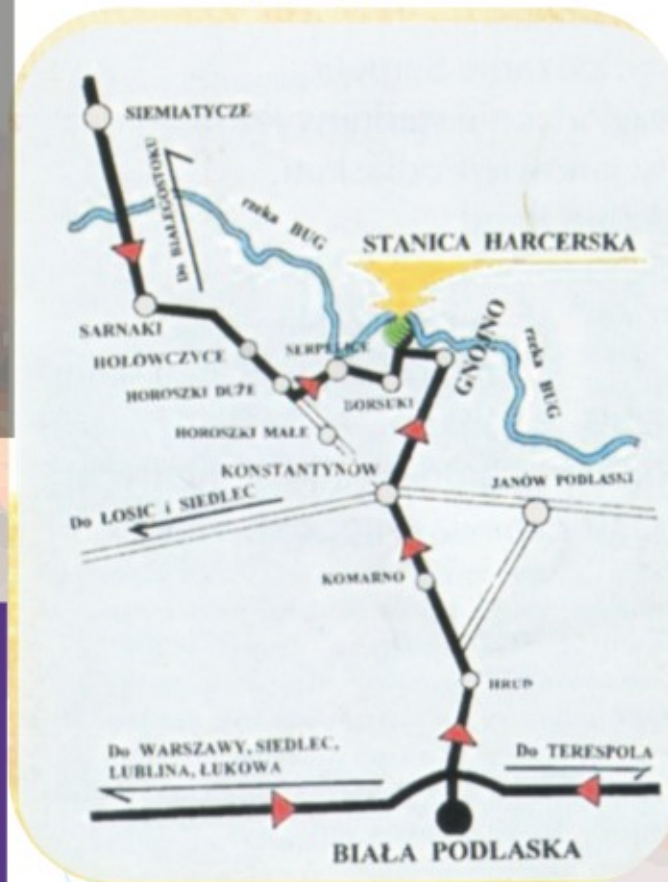 SIEMIATYCZE
Do BIAŁEGOSTOKU
rzeka BUG
STANICA HARCERSKA
SARNAKI
HOŁOWCZYCE
SERPELICE
GNOJNO
rzeka BUG
HOROSZKI DUŻE
BORSUKI
HOROSZKI MAŁE
KONSTANTYNÓW
JANÓW PODLASKI
Do ŁOSIC i SIEDLEC
KOMARNO
HRUD
Do WARSZAWY, SIEDLEC,
LUBLINA, ŁUKOWA
Do TERESPOLA
BIAŁA PODLASKA